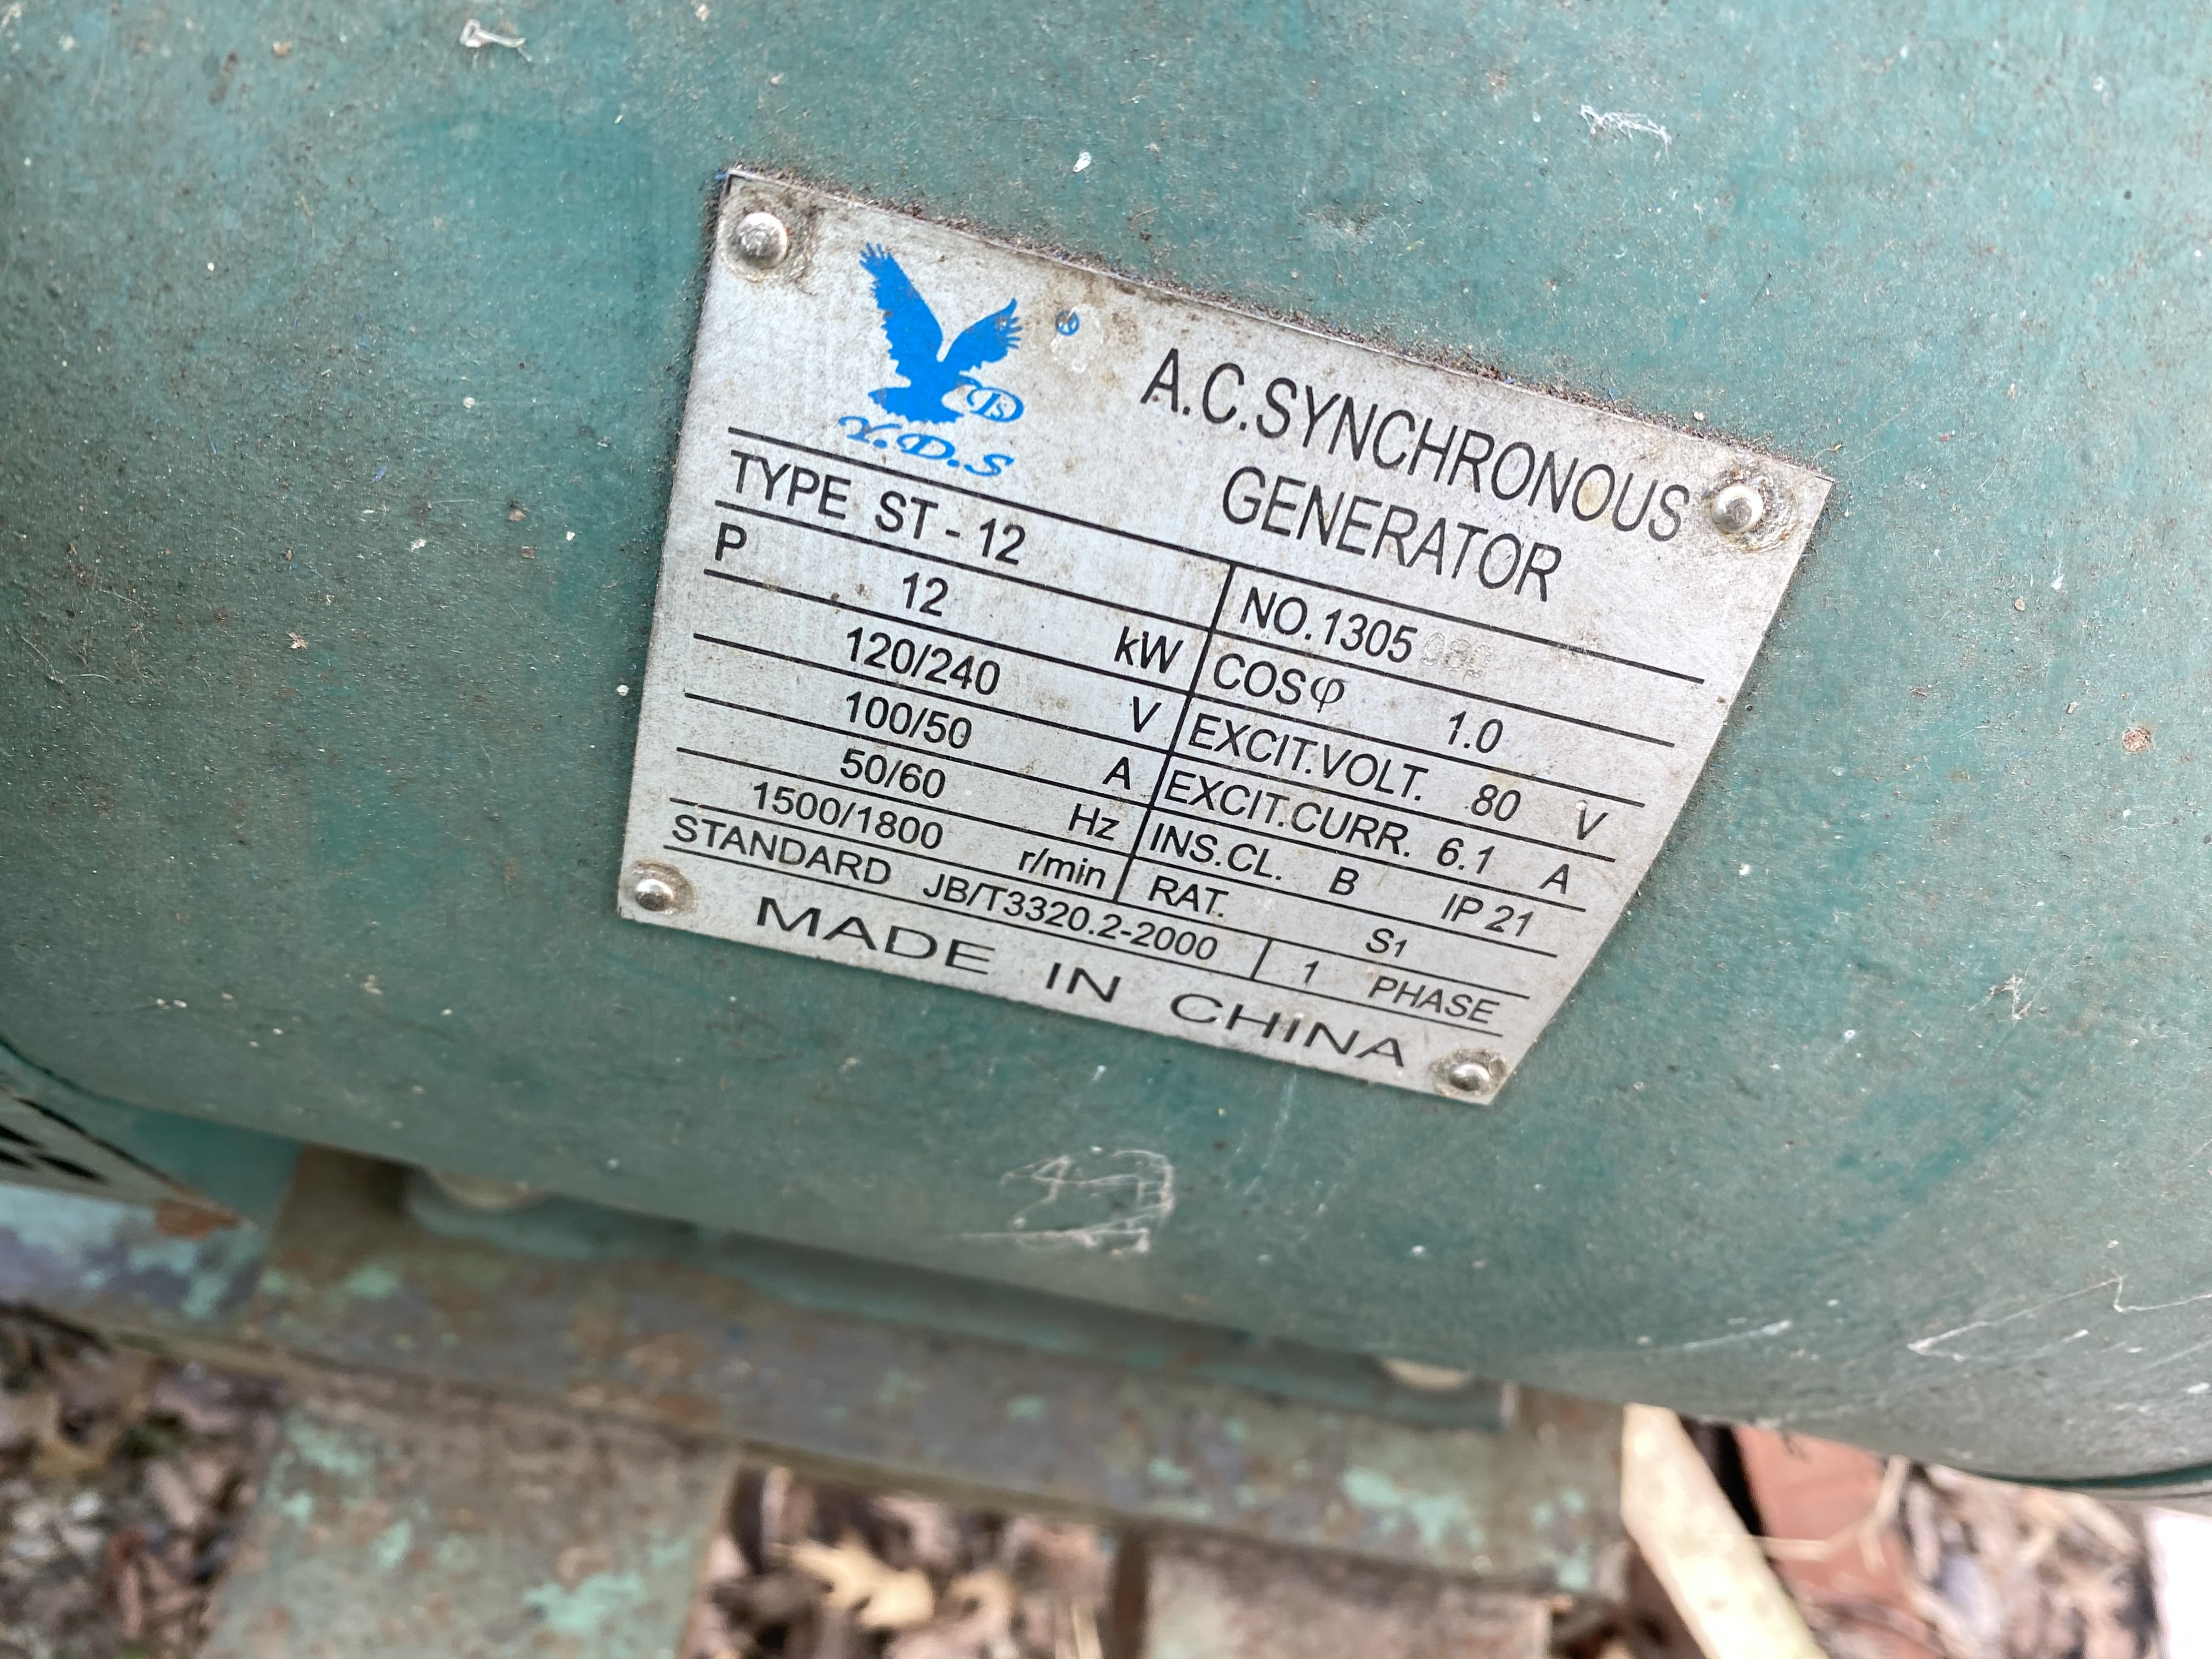 Y.D.S
A.C.SYNCHRONOUS
GENERATOR
TYPE ST-12
NO.1305
P 12 kW
COSφ 1.0
120/240 V
EXCIT.VOLT. 80 V
100/50 A
EXCIT.CURR. 6.1 A
50/60 Hz
INS.CL. B IP 21
1500/1800 r/min
RAT. S1
STANDARD JB/T3320.2-2000
1 PHASE
MADE IN CHINA